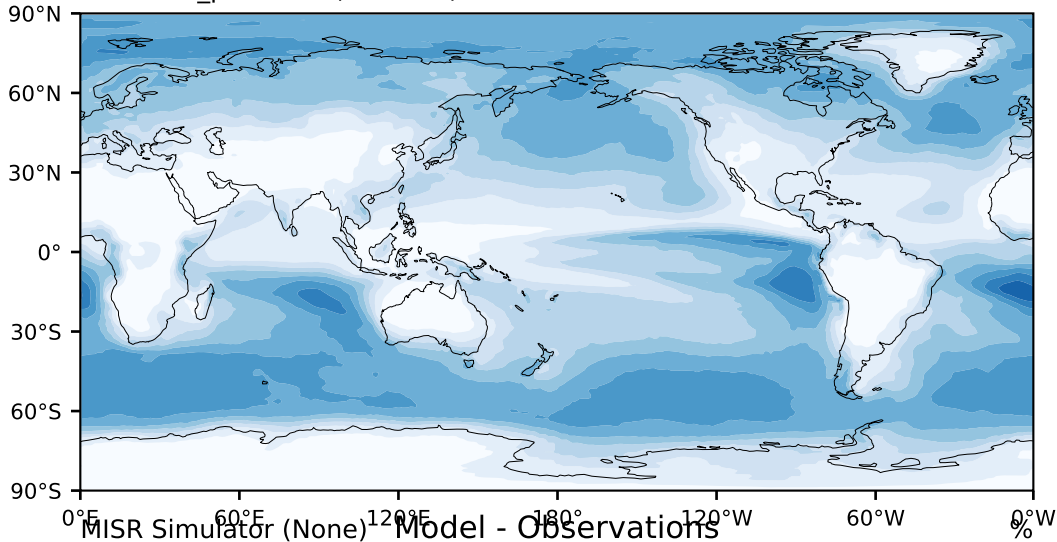 90°N
60°N
30°N
0°
30°S
60°S
90°S
0°E 60°E 120°E 180° 120°W 60°W 0°W
MISR Simulator (None) Model - Observations %